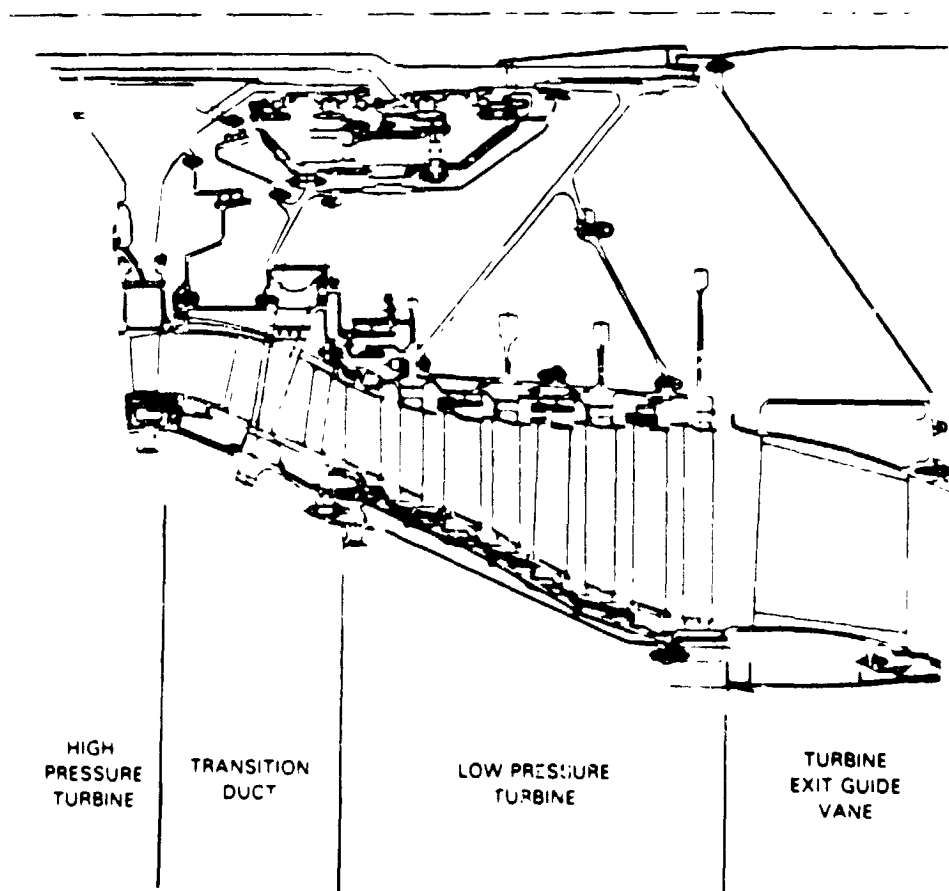 HIGH
PRESSURE
TURBINE
TRANSITION
DUCT
LOW PRESSURE
TURBINE
TURBINE
EXIT GUIDE
VANE